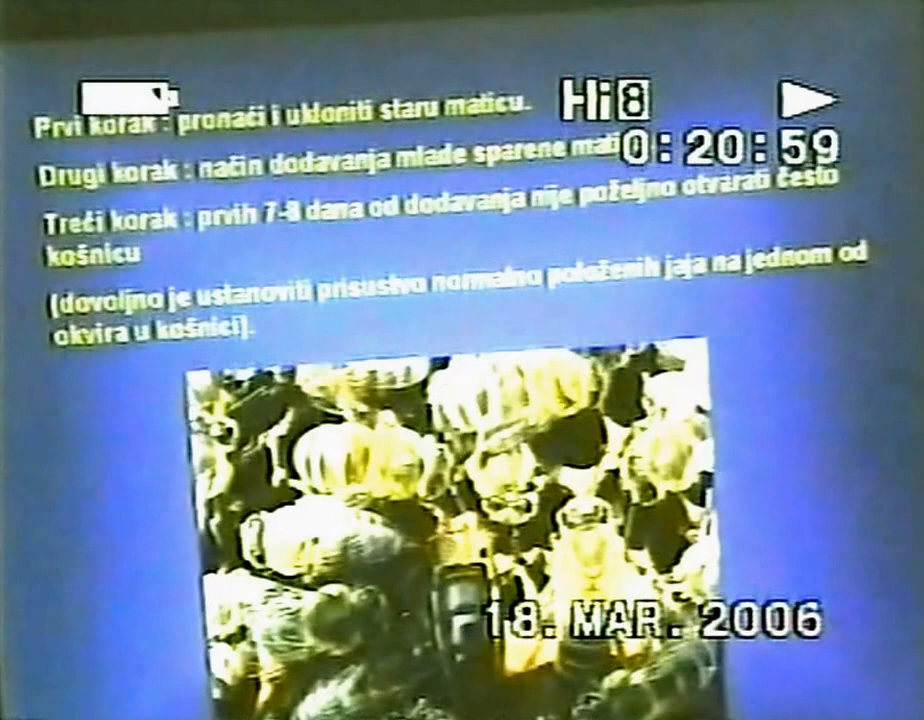 Hi8
0:20:59
Prvi korak : pronaći i ukloniti staru maticu.
Drugi korak : način dodavanja mlade sparene mati
Treći korak : prvih 7-8 dana od dodavanja nije poželjno otvarati često
košnicu
(dovoljno je ustanoviti prisustvo normalno položenih jaja na jednom od
okvira u košnici).
18. MAR. 2006